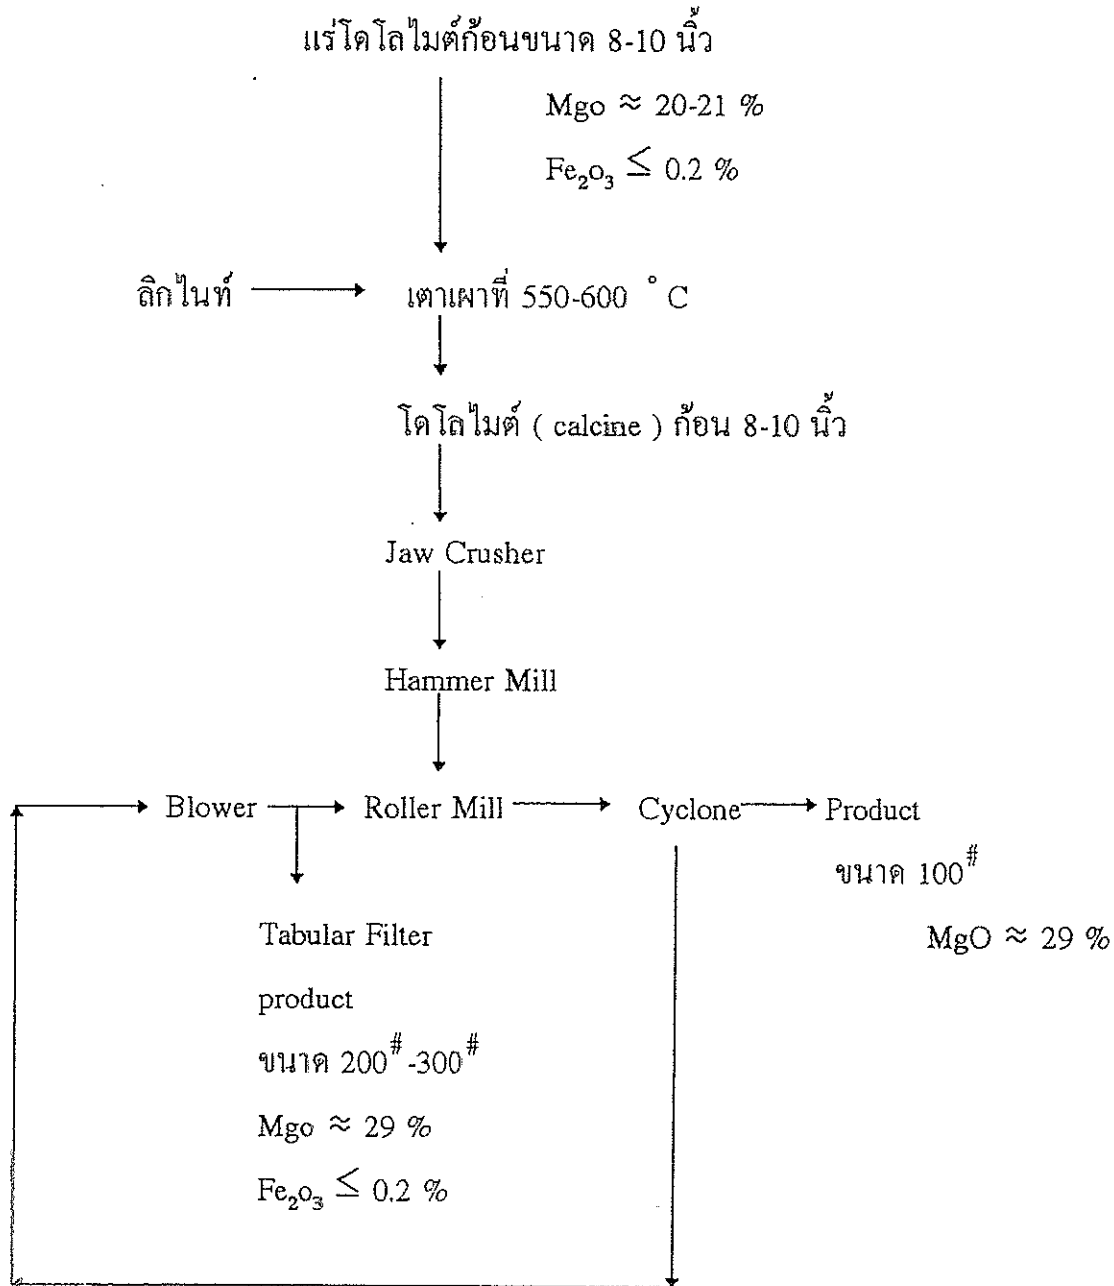 แร่โดโลไมต์ก้อนขนาด 8-10 นิ้ว
Mgo ≈ 20-21 %
Fe₂o₃ ≤ 0.2 %
ลิกไนท์
เตาเผาที่ 550-600 ° C
โดโลไมต์ ( calcine ) ก้อน 8-10 นิ้ว
Jaw Crusher
Hammer Mill
Blower
Roller Mill
Cyclone
Product
ขนาด 100#
MgO ≈ 29 %
Tabular Filter
product
ขนาด 200#-300#
Mgo ≈ 29 %
Fe₂o₃ ≤ 0.2 %